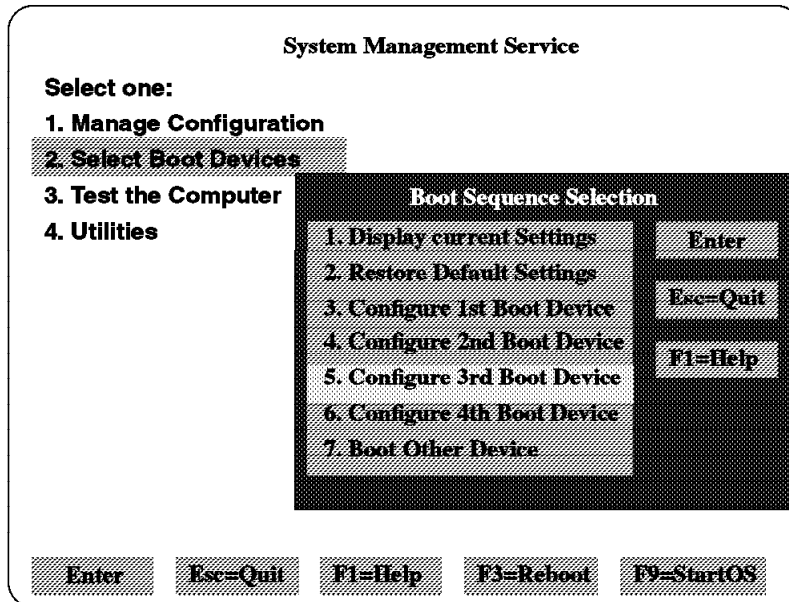 System Management Service
Select one:
1. Manage Configuration
2. Select Boot Devices
3. Test the Computer
4. Utilities
Boot Sequence Selection
1. Display current Settings
2. Restore Default Settings
3. Configure 1st Boot Device
4. Configure 2nd Boot Device
5. Configure 3rd Boot Device
6. Configure 4th Boot Device
7. Boot Other Device
Enter
Esc=Quit
F1=Help
Enter
Esc=Quit
F1=Help
F3=Reboot
F9=StartOS